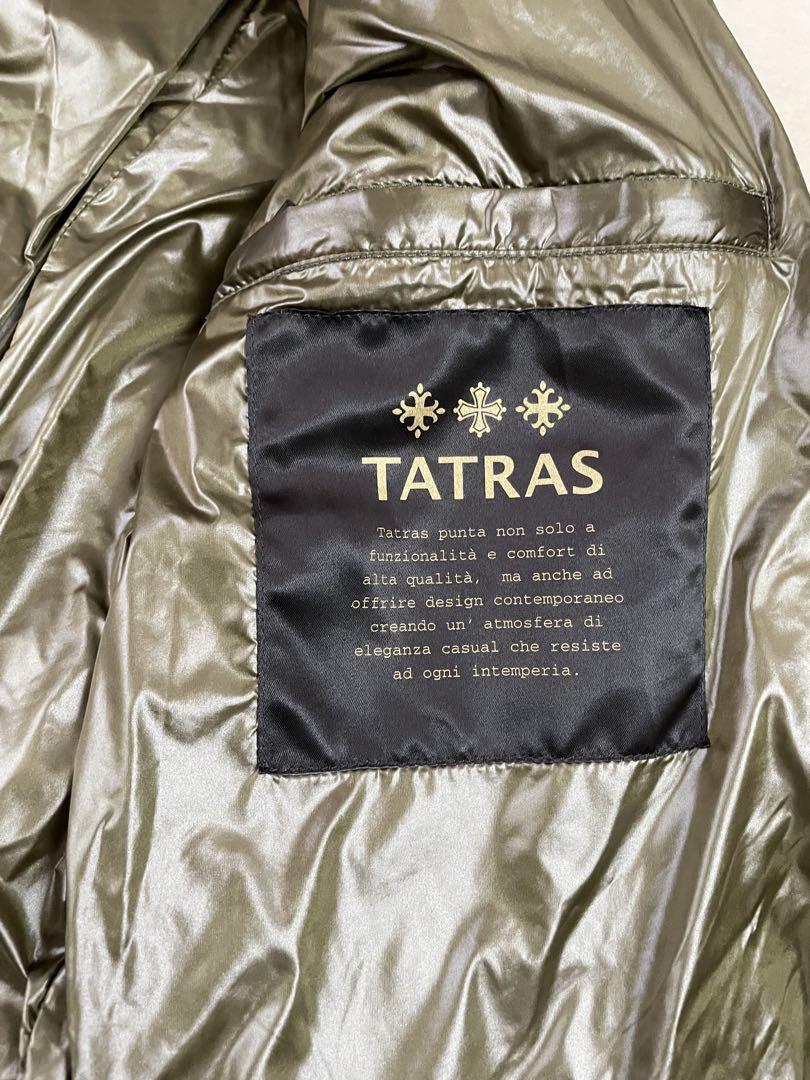 TATRAS
Tatras punta non solo a
funzionalità e comfort di
alta qualità, ma anche ad
offrire design contemporaneo
creando un' atmosfera di
eleganza casual che resiste
ad ogni intemperia.